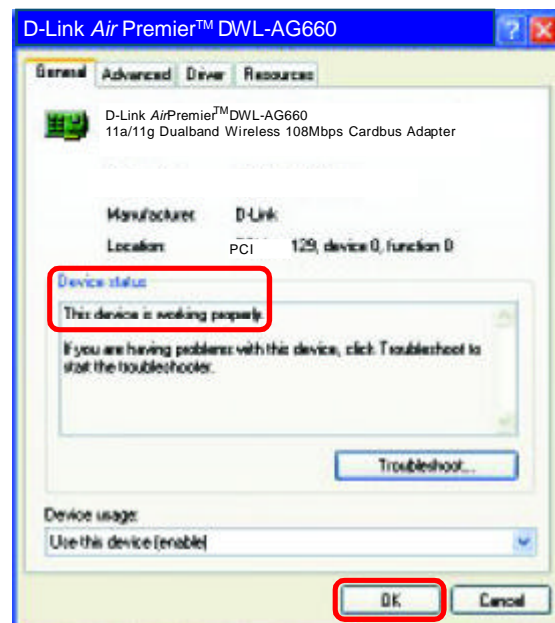 D-Link Air Premier™ DWL-AG660
General Advanced Driver Resources
D-Link AirPremier™DWL-AG660
11a/11g Dualband Wireless 108Mbps Cardbus Adapter
Manufacturer: D-Link
Location: PCI 129, device 0, function 0
Device status
This device is working properly.
If you are having problems with this device, click Troubleshoot to
start the troubleshooter.
Troubleshoot...
Device usage:
Use this device (enable)
OK Cancel